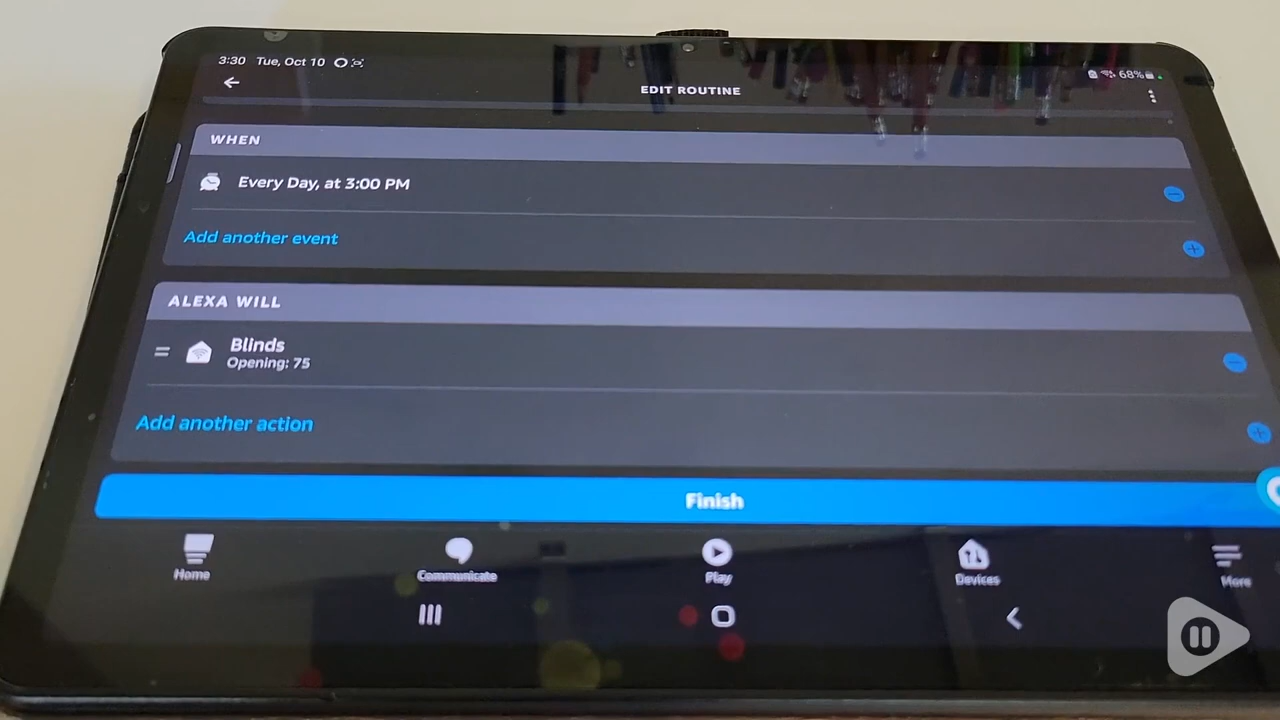 3:30 Tue, Oct 10
68%
EDIT ROUTINE
WHEN
Every Day, at 3:00 PM
Add another event
ALEXA WILL
Blinds
Opening: 75
Add another action
Finish
Home Communicate Play Devices More